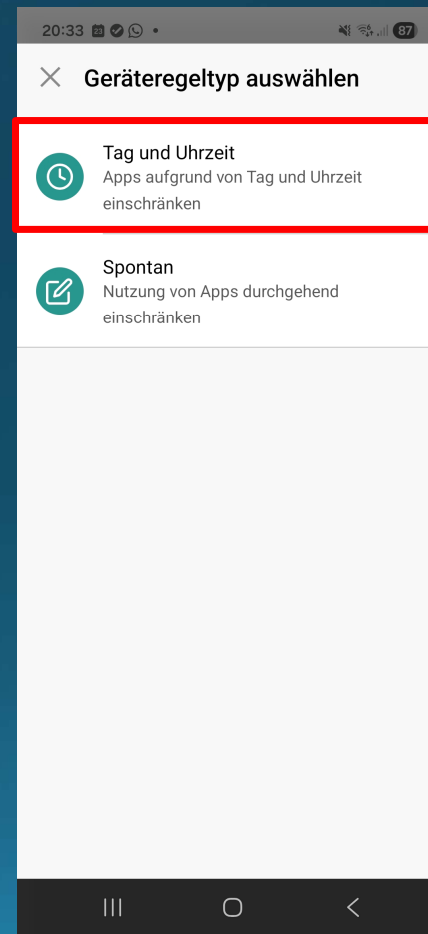 20:33 23 87
Geräteregeltyp auswählen
Tag und Uhrzeit
Apps aufgrund von Tag und Uhrzeit
einschränken
Spontan
Nutzung von Apps durchgehend
einschränken